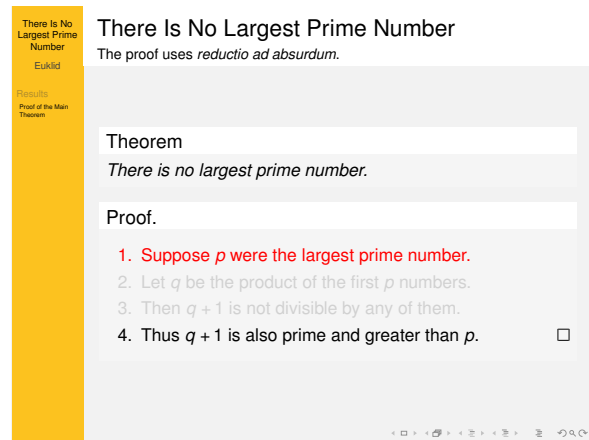 There Is No
Largest Prime
Number
Euklid
Results
Proof of the Main
Theorem
There Is No Largest Prime Number
The proof uses reductio ad absurdum.
Theorem
There is no largest prime number.
Proof.
1. Suppose p were the largest prime number.
2. Let q be the product of the first p numbers.
3. Then q + 1 is not divisible by any of them.
4. Thus q + 1 is also prime and greater than p. □